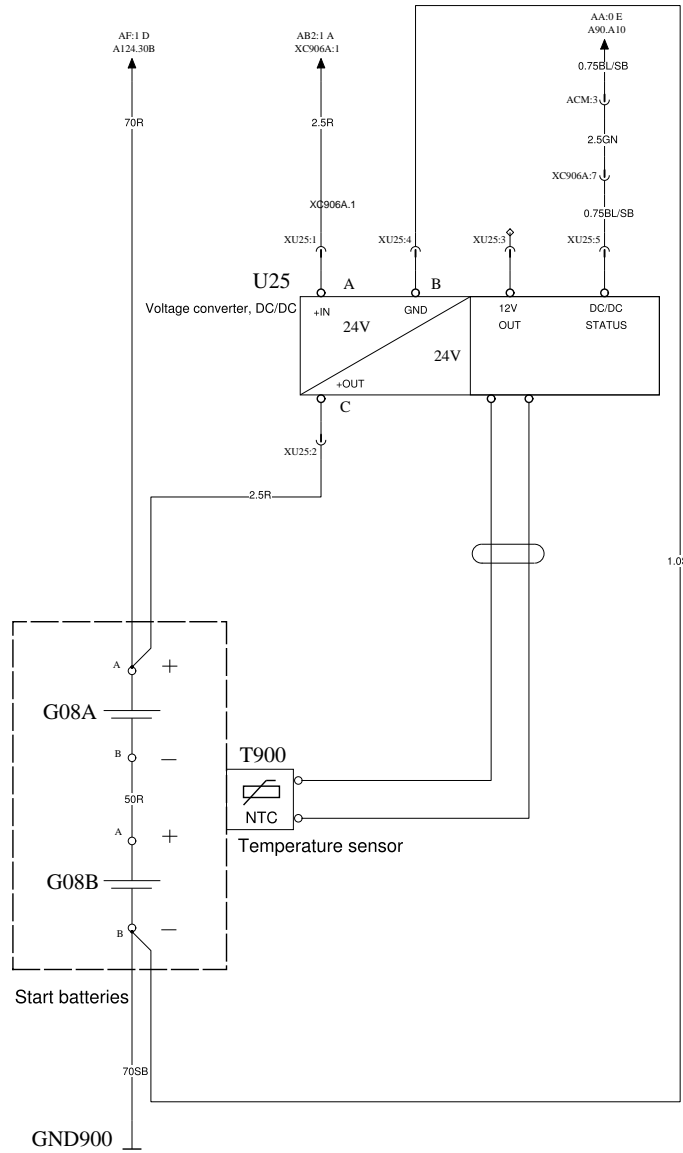 AF:1 D
A124.30B
AB2:1 A
XC906A:1
AA:0 E
A90.A10
0.75BL/SB
ACM:3
70R
2.5R
2.5GN
XC906A:7
XC906A.1
0.75BL/SB
XU25:1
XU25:4
XU25:3
XU25:5
U25
A
B
Voltage converter, DC/DC
+IN
24V
GND
12V
OUT
DC/DC
STATUS
24V
+OUT
C
XU25:2
2.5R
A
+
G08A
B
−
50R
A
+
G08B
B
−
T900
NTC
Temperature sensor
Start batteries
70SB
GND900